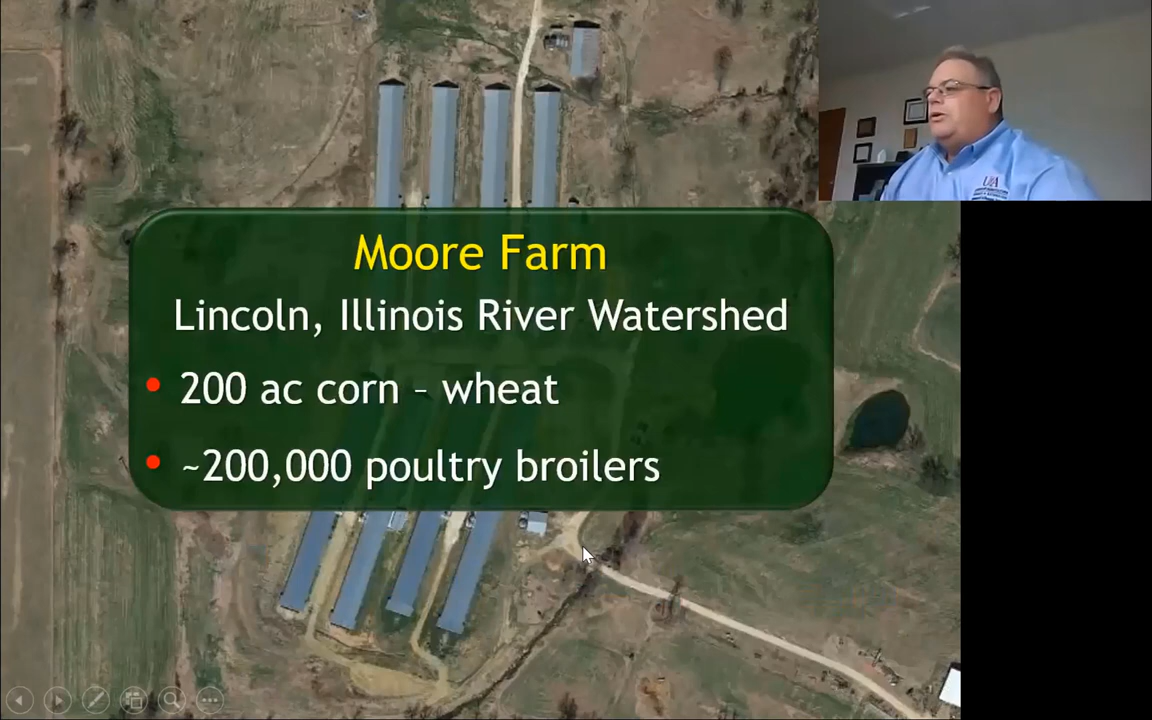 Moore Farm
Lincoln, Illinois River Watershed
• 200 ac corn – wheat
• ~200,000 poultry broilers